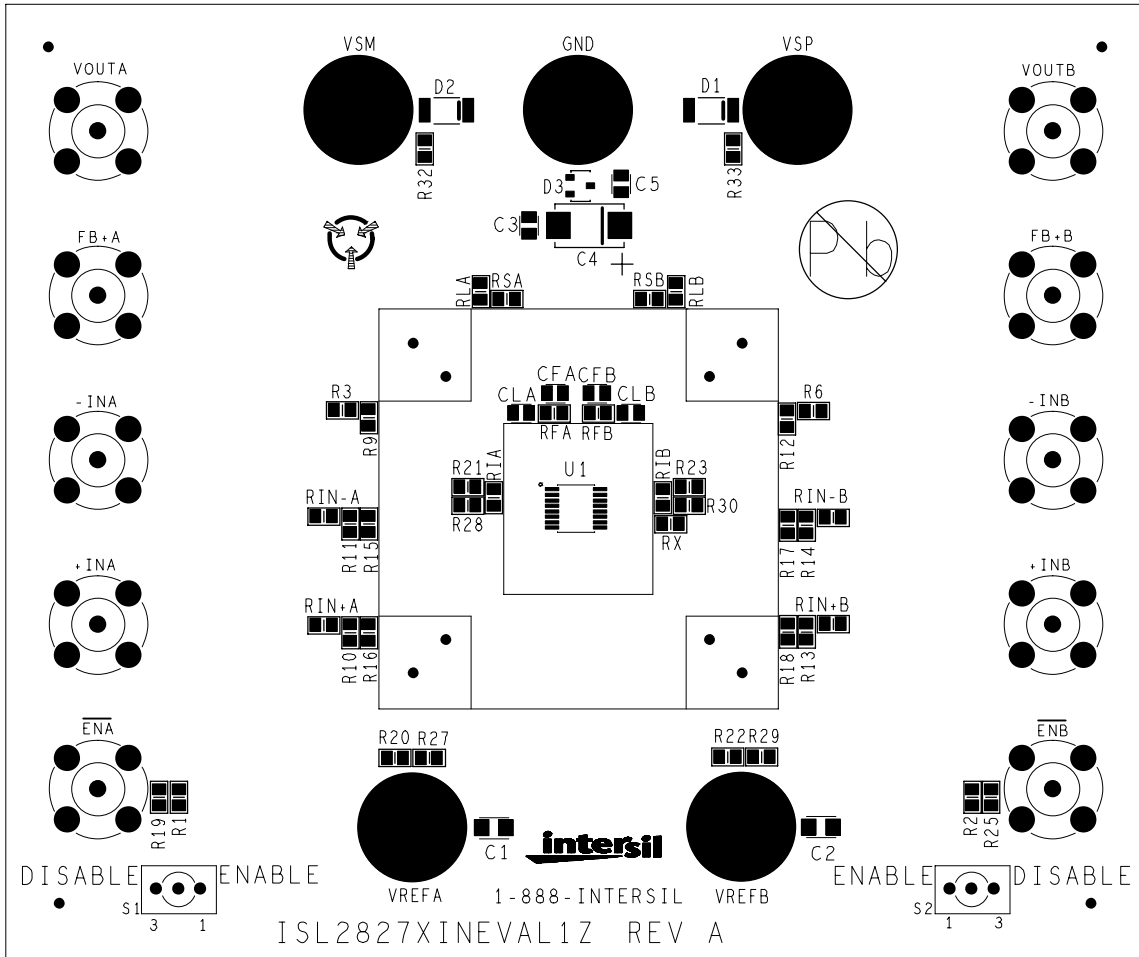 VSM GND VSP
VOUTA D2 D1 VOUTB
R32 R33
D3 C5
C3
FB+A C4 + Pb FB+B
RLA RSA RSB RLB
CFA CFB
-INA R3 CLA CLB R6 -INB
R9 RFA RFB R12
R21 RIA U1 RIB R23
RIN-A R28 R30 RIN-B
R11 R15 RX R17 R14
+INA +INB
RIN+A RIN+B
R10 R16 R18 R13
ENA R20 R27 R22 R29 ENB
R19 R1 R2 R25
C1 intersil C2
DISABLE ENABLE ENABLE DISABLE
VREFA 1-888-INTERSIL VREFB
S1 S2
3 1 1 3
ISL2827XINEVAL1Z REV A